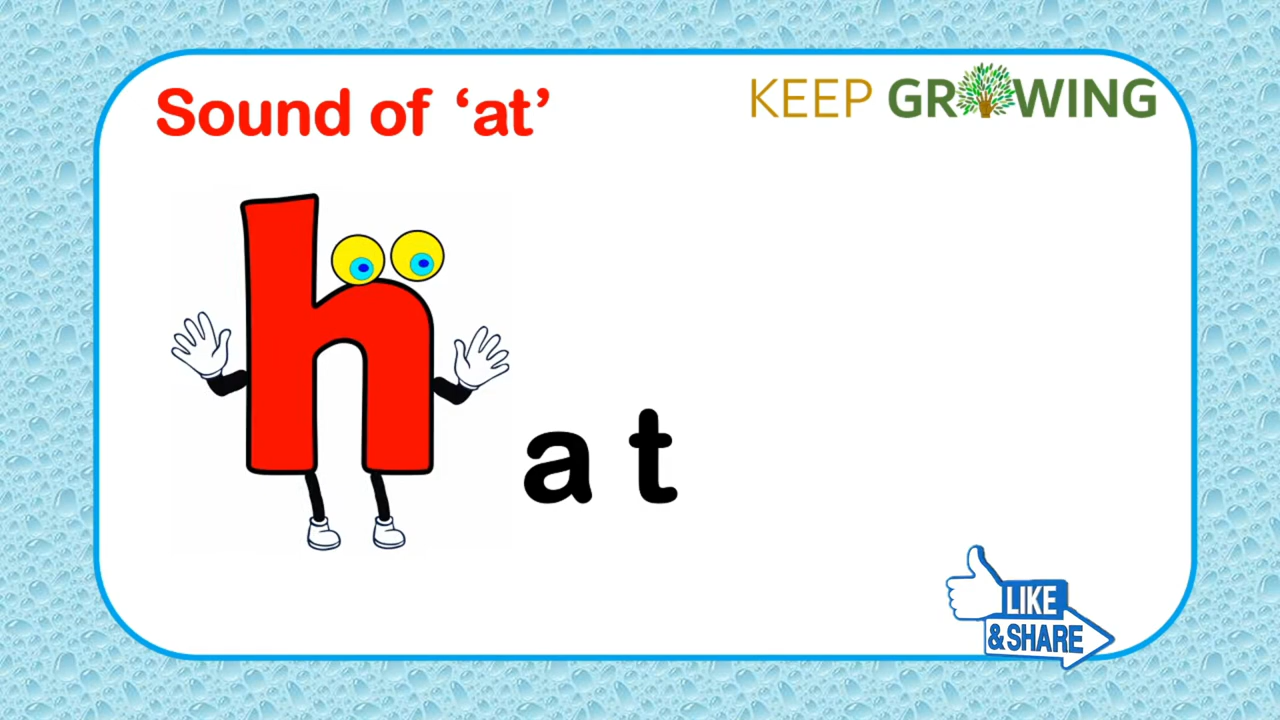 Sound of ‘at’
KEEP GROWING
h a t
LIKE
& SHARE